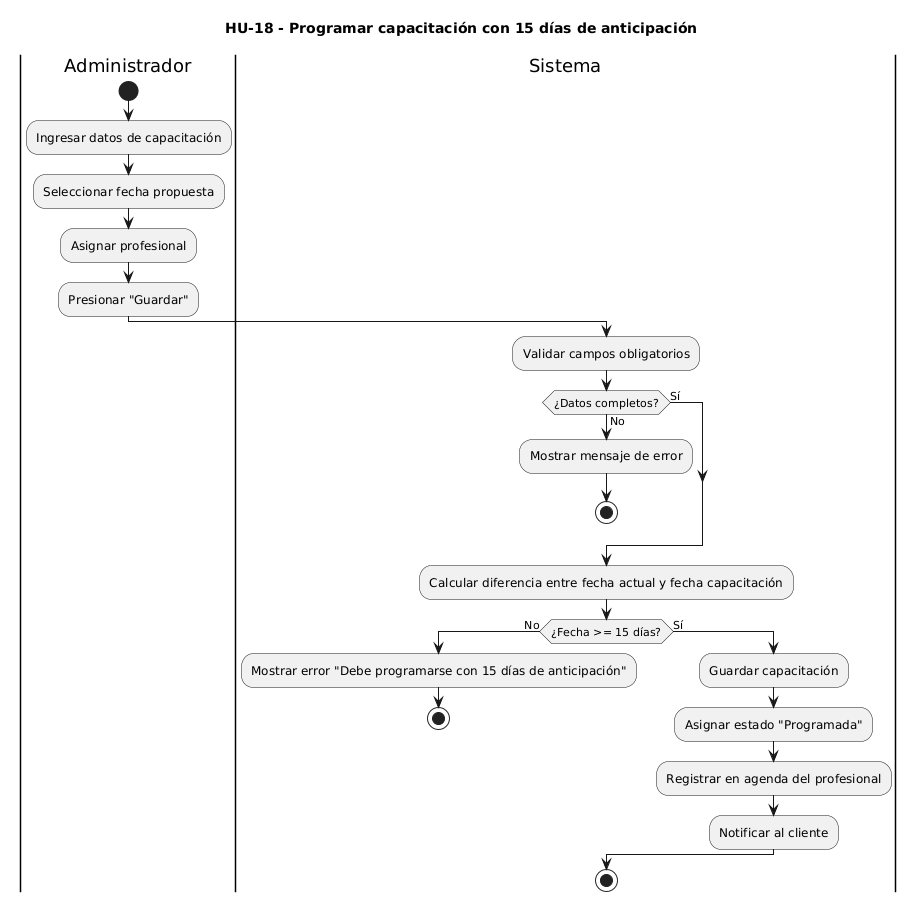 HU-18 - Programar capacitación con 15 días de anticipación
Administrador
Sistema
Ingresar datos de capacitación
Seleccionar fecha propuesta
Asignar profesional
Presionar "Guardar"
Validar campos obligatorios
¿Datos completos?
Sí
No
Mostrar mensaje de error
Calcular diferencia entre fecha actual y fecha capacitación
No
¿Fecha >= 15 días?
Sí
Mostrar error "Debe programarse con 15 días de anticipación"
Guardar capacitación
Asignar estado "Programada"
Registrar en agenda del profesional
Notificar al cliente